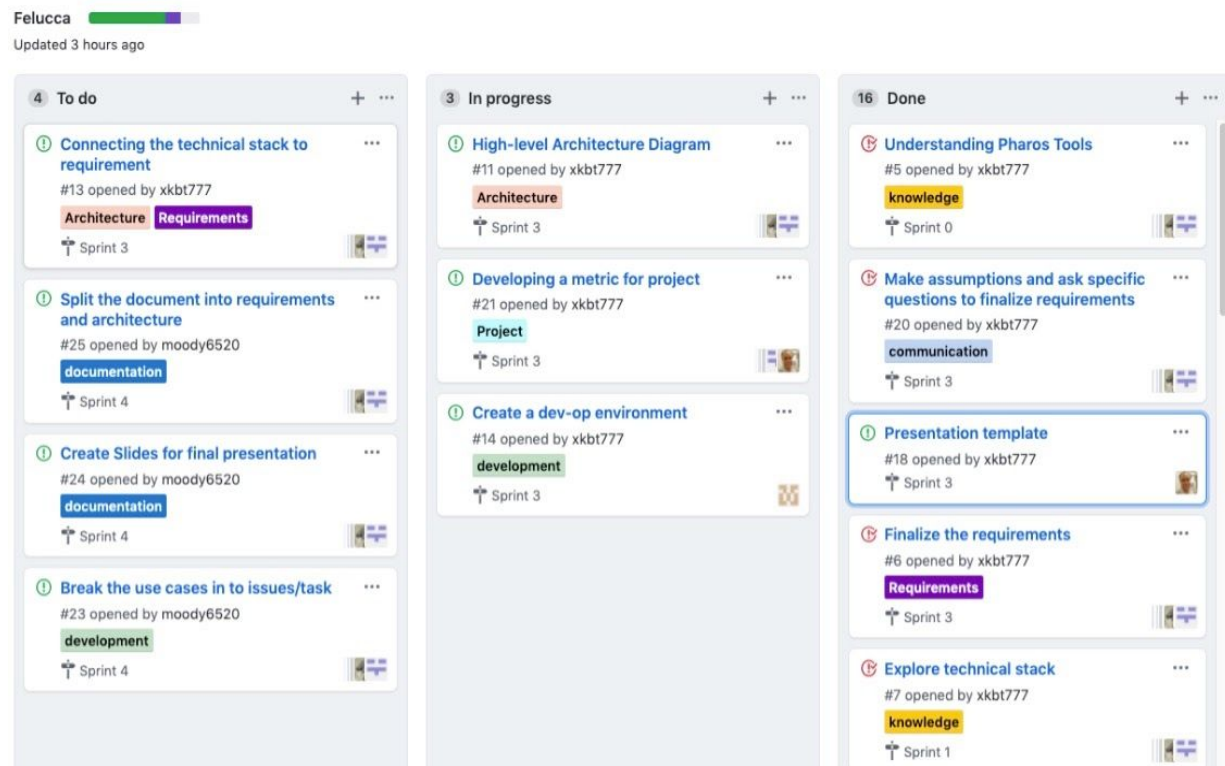 Felucca
Updated 3 hours ago
4 To do
Connecting the technical stack to
requirement
#13 opened by xkbt777
Architecture Requirements
Sprint 3
Split the document into requirements
and architecture
#25 opened by moody6520
documentation
Sprint 4
Create Slides for final presentation
#24 opened by moody6520
documentation
Sprint 4
Break the use cases in to issues/task
#23 opened by moody6520
development
Sprint 4
3 In progress
High-level Architecture Diagram
#11 opened by xkbt777
Architecture
Sprint 3
Developing a metric for project
#21 opened by xkbt777
Project
Sprint 3
Create a dev-op environment
#14 opened by xkbt777
development
Sprint 3
16 Done
Understanding Pharos Tools
#5 opened by xkbt777
knowledge
Sprint 0
Make assumptions and ask specific
questions to finalize requirements
#20 opened by xkbt777
communication
Sprint 3
Presentation template
#18 opened by xkbt777
Sprint 3
Finalize the requirements
#6 opened by xkbt777
Requirements
Sprint 3
Explore technical stack
#7 opened by xkbt777
knowledge
Sprint 1